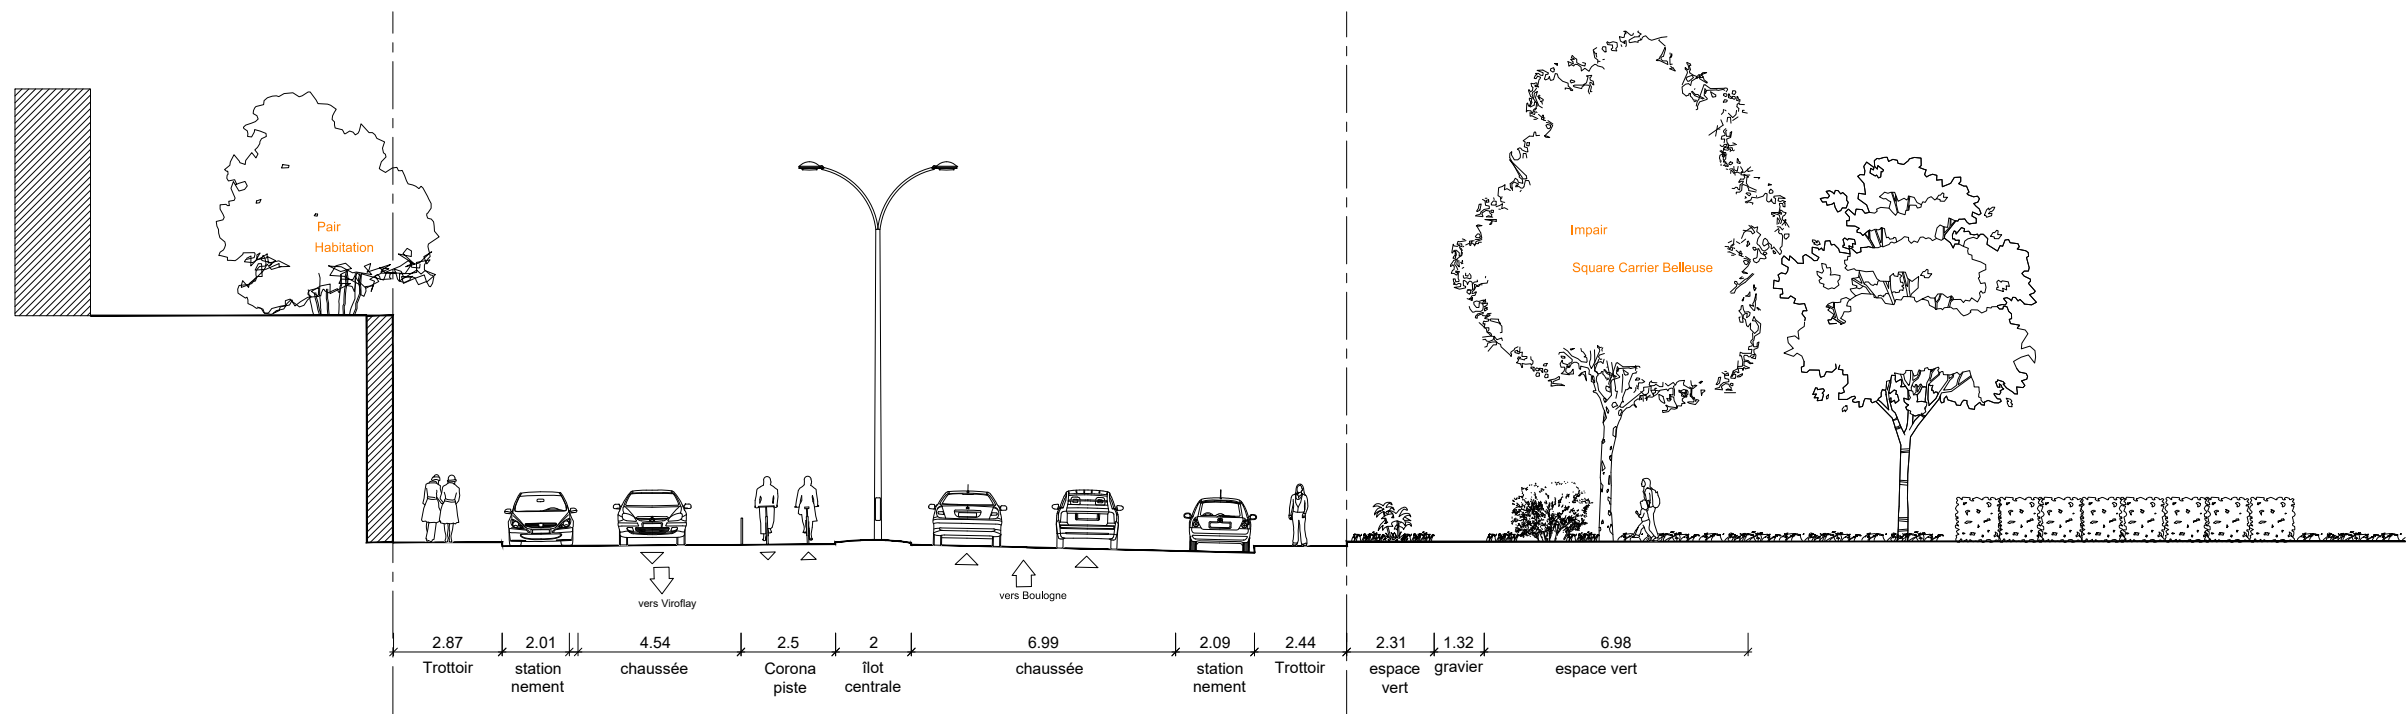 Pair
Habitation
Impair
Square Carrier Belleuse
vers Viroflay
vers Boulogne
2.87
2.01
4.54
2.5
2
6.99
2.09
2.44
2.31
1.32
6.98
Trottoir
station
nement
chaussée
Corona
piste
îlot
centrale
chaussée
station
nement
Trottoir
espace
vert
gravier
espace vert